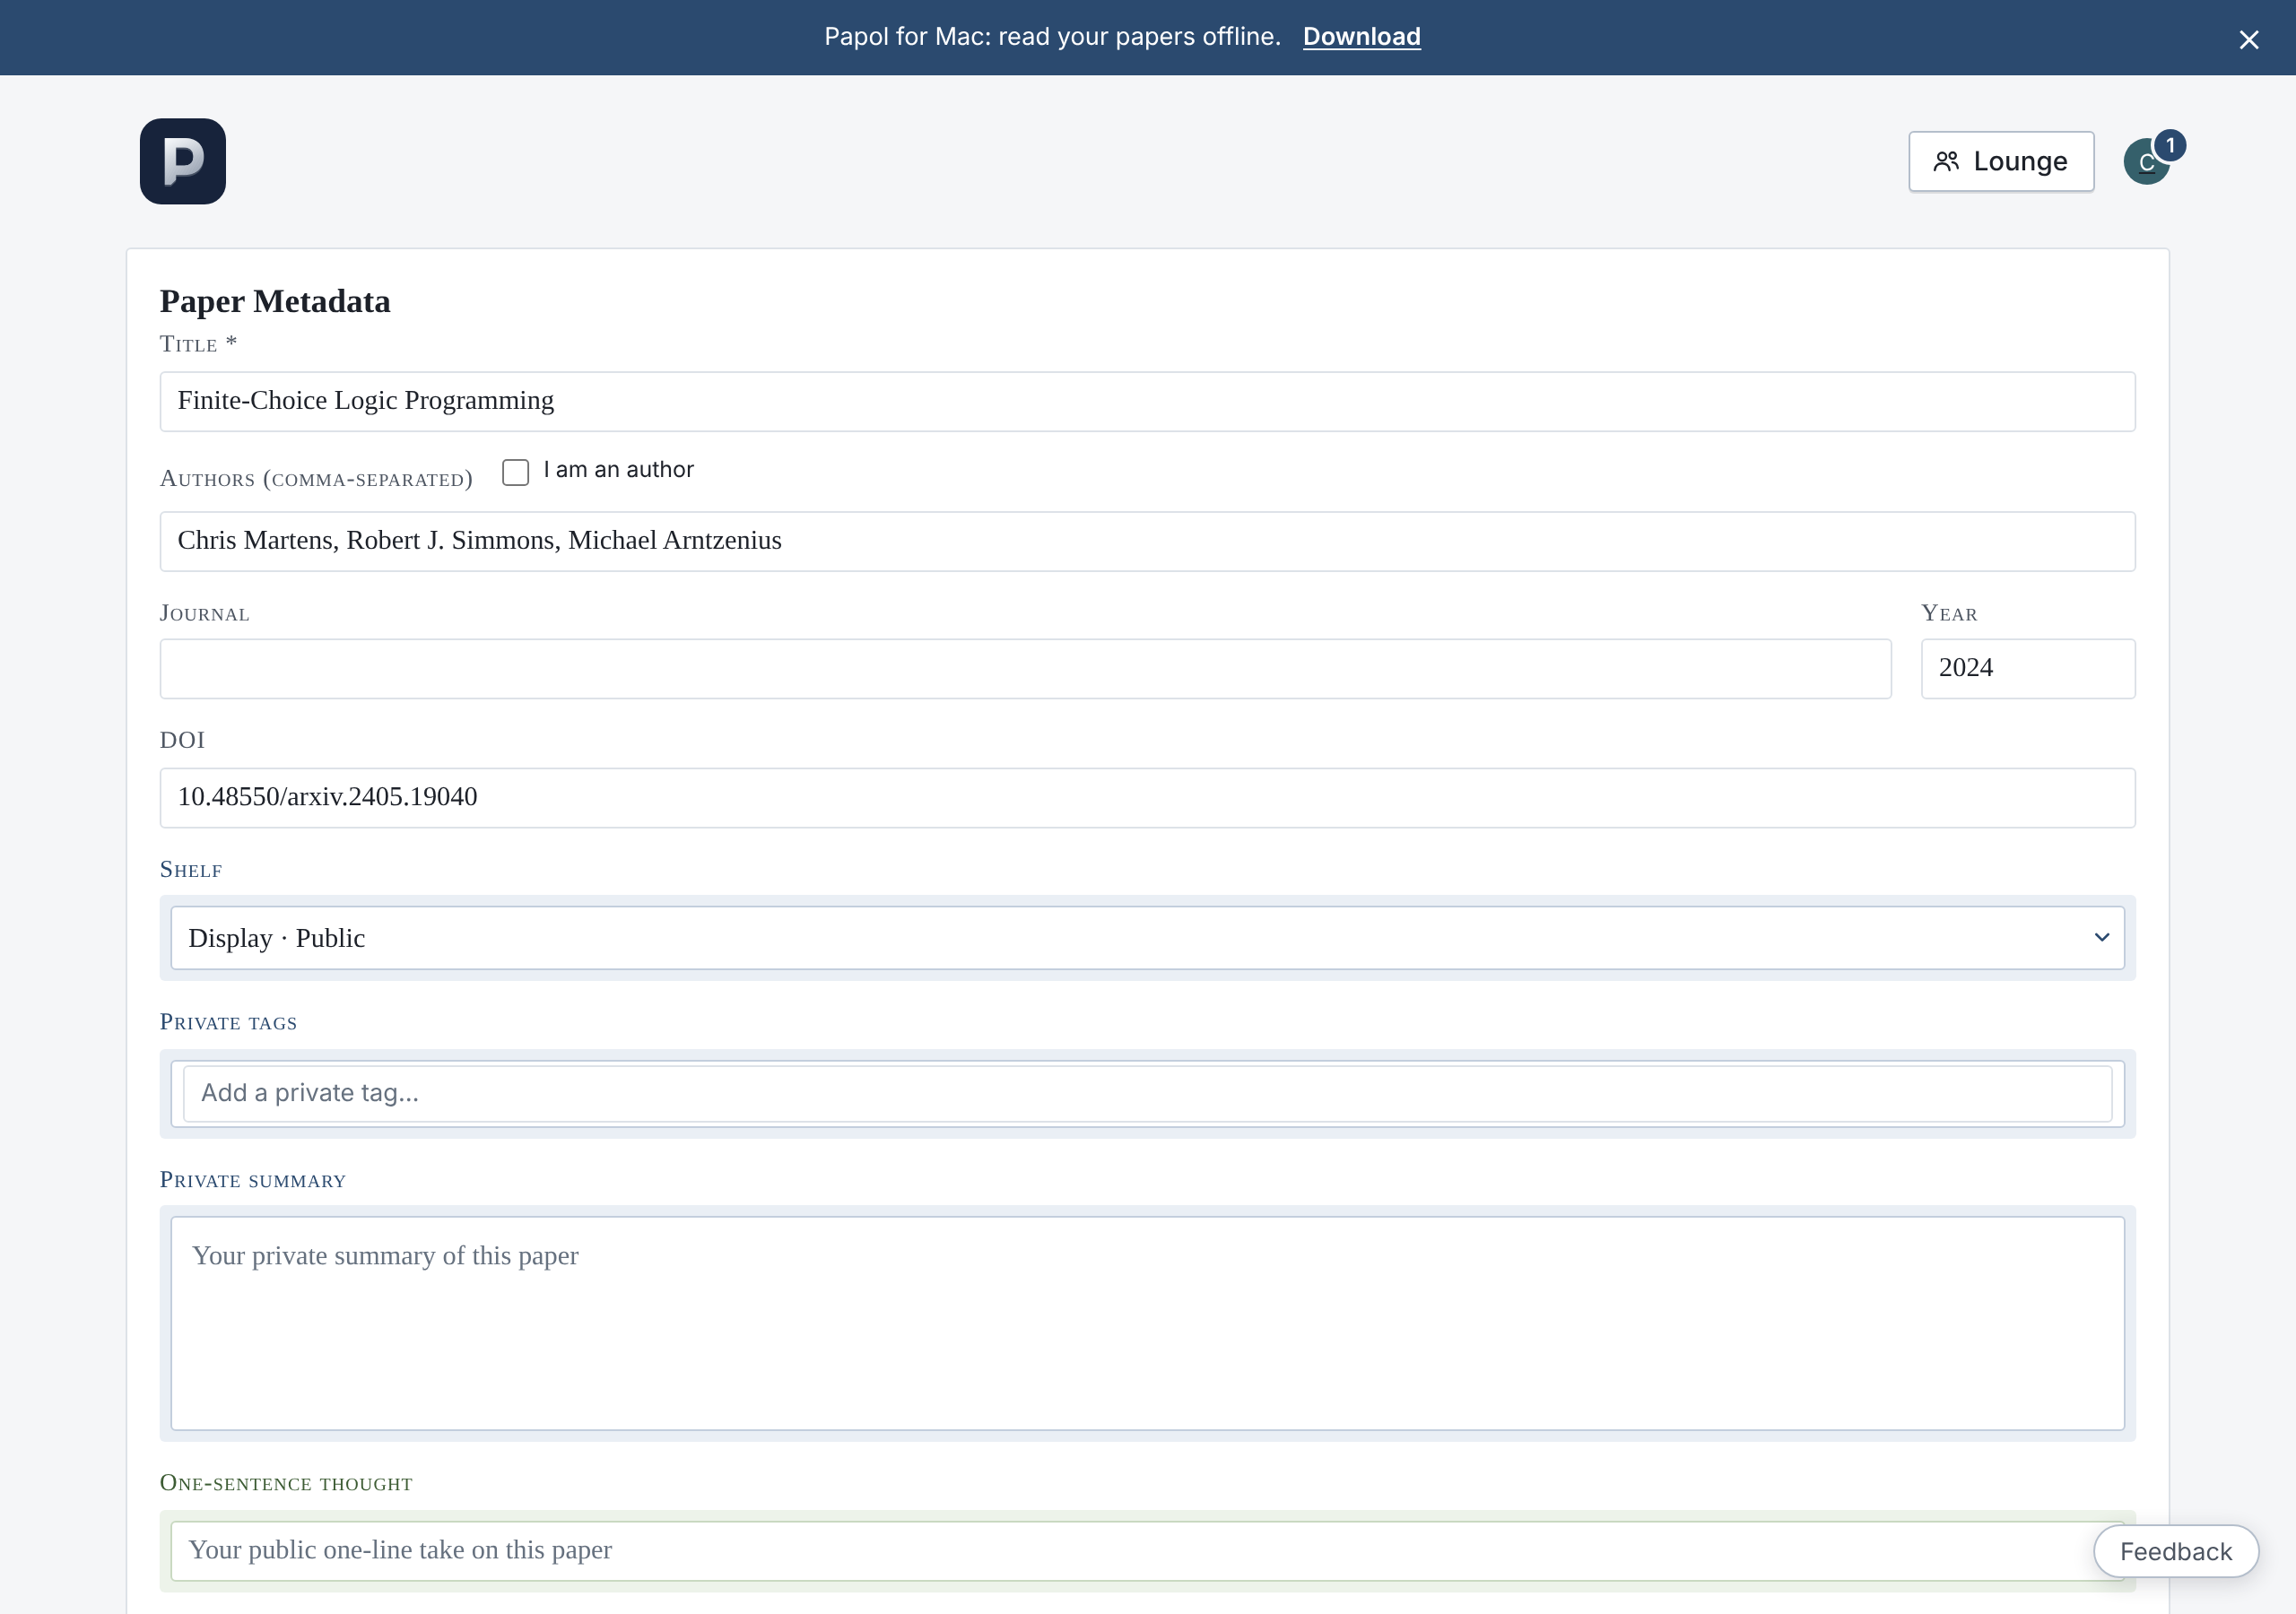 Papol for Mac: read your papers offline. Download
P
Lounge
C
1
Paper Metadata
Title *
Finite-Choice Logic Programming
Authors (comma-separated)
I am an author
Chris Martens, Robert J. Simmons, Michael Arntzenius
Journal
Year
2024
DOI
10.48550/arxiv.2405.19040
Shelf
Display · Public
Private tags
Add a private tag...
Private summary
Your private summary of this paper
One-sentence thought
Your public one-line take on this paper
Feedback